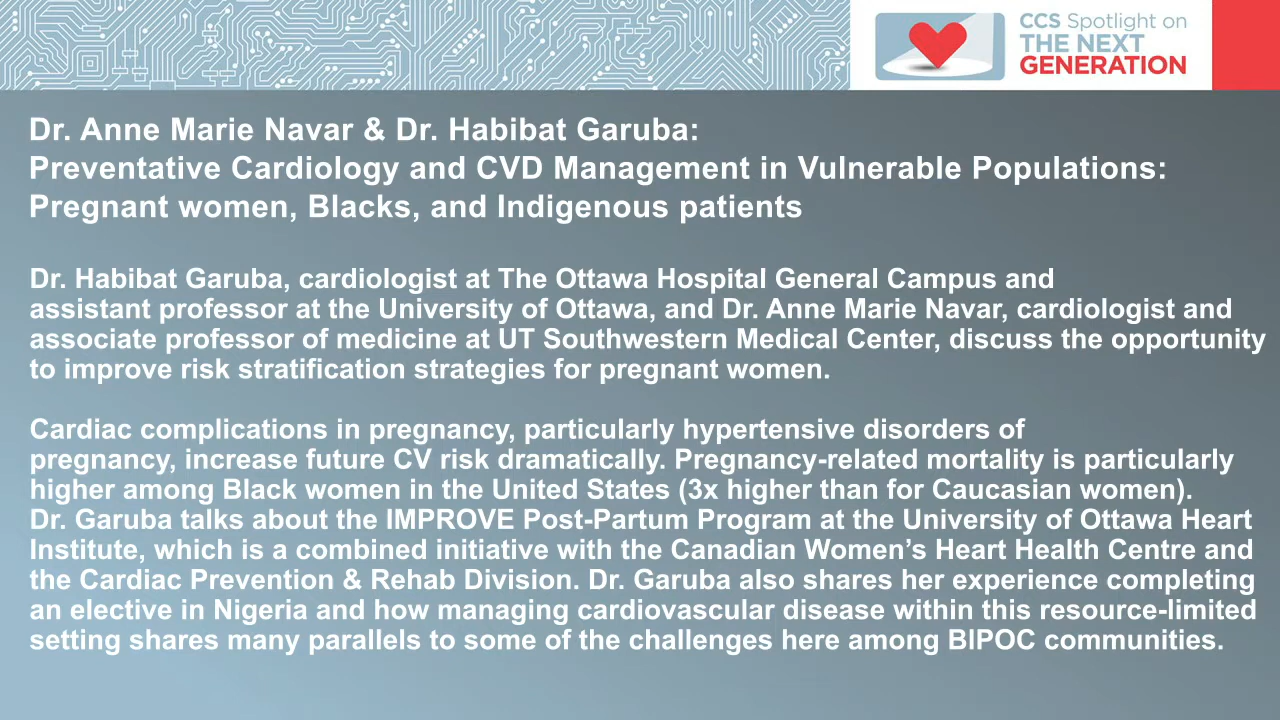 CCS Spotlight on
THE NEXT
GENERATION
Dr. Anne Marie Navar & Dr. Habibat Garuba:
Preventative Cardiology and CVD Management in Vulnerable Populations:
Pregnant women, Blacks, and Indigenous patients
Dr. Habibat Garuba, cardiologist at The Ottawa Hospital General Campus and
assistant professor at the University of Ottawa, and Dr. Anne Marie Navar, cardiologist and
associate professor of medicine at UT Southwestern Medical Center, discuss the opportunity
to improve risk stratification strategies for pregnant women.
Cardiac complications in pregnancy, particularly hypertensive disorders of
pregnancy, increase future CV risk dramatically. Pregnancy-related mortality is particularly
higher among Black women in the United States (3x higher than for Caucasian women).
Dr. Garuba talks about the IMPROVE Post-Partum Program at the University of Ottawa Heart
Institute, which is a combined initiative with the Canadian Women’s Heart Health Centre and
the Cardiac Prevention & Rehab Division. Dr. Garuba also shares her experience completing
an elective in Nigeria and how managing cardiovascular disease within this resource-limited
setting shares many parallels to some of the challenges here among BIPOC communities.